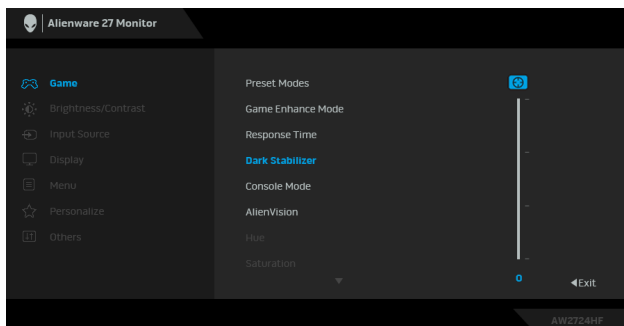 Alienware 27 Monitor
Game
Preset Modes
Brightness/Contrast
Game Enhance Mode
Input Source
Response Time
Display
Dark Stabilizer
Menu
Console Mode
Personalize
AlienVision
Others
Hue
Saturation
0
Exit
AW2724HF